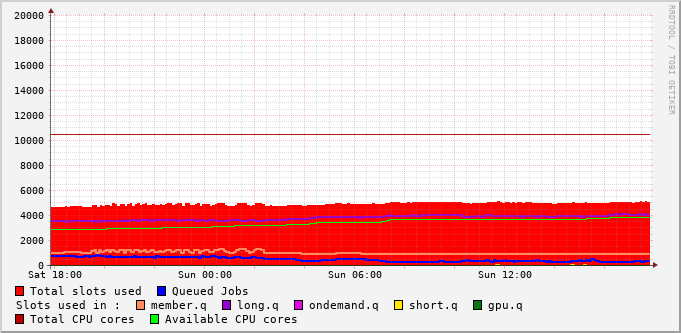 RRDTOOL / TOBI OETIKER
20000
18000
16000
14000
12000
10000
8000
6000
4000
2000
0
Sat 18:00 Sun 00:00 Sun 06:00 Sun 12:00
Total slots used Queued Jobs
Slots used in : member.q long.q ondemand.q short.q gpu.q
Total CPU cores Available CPU cores